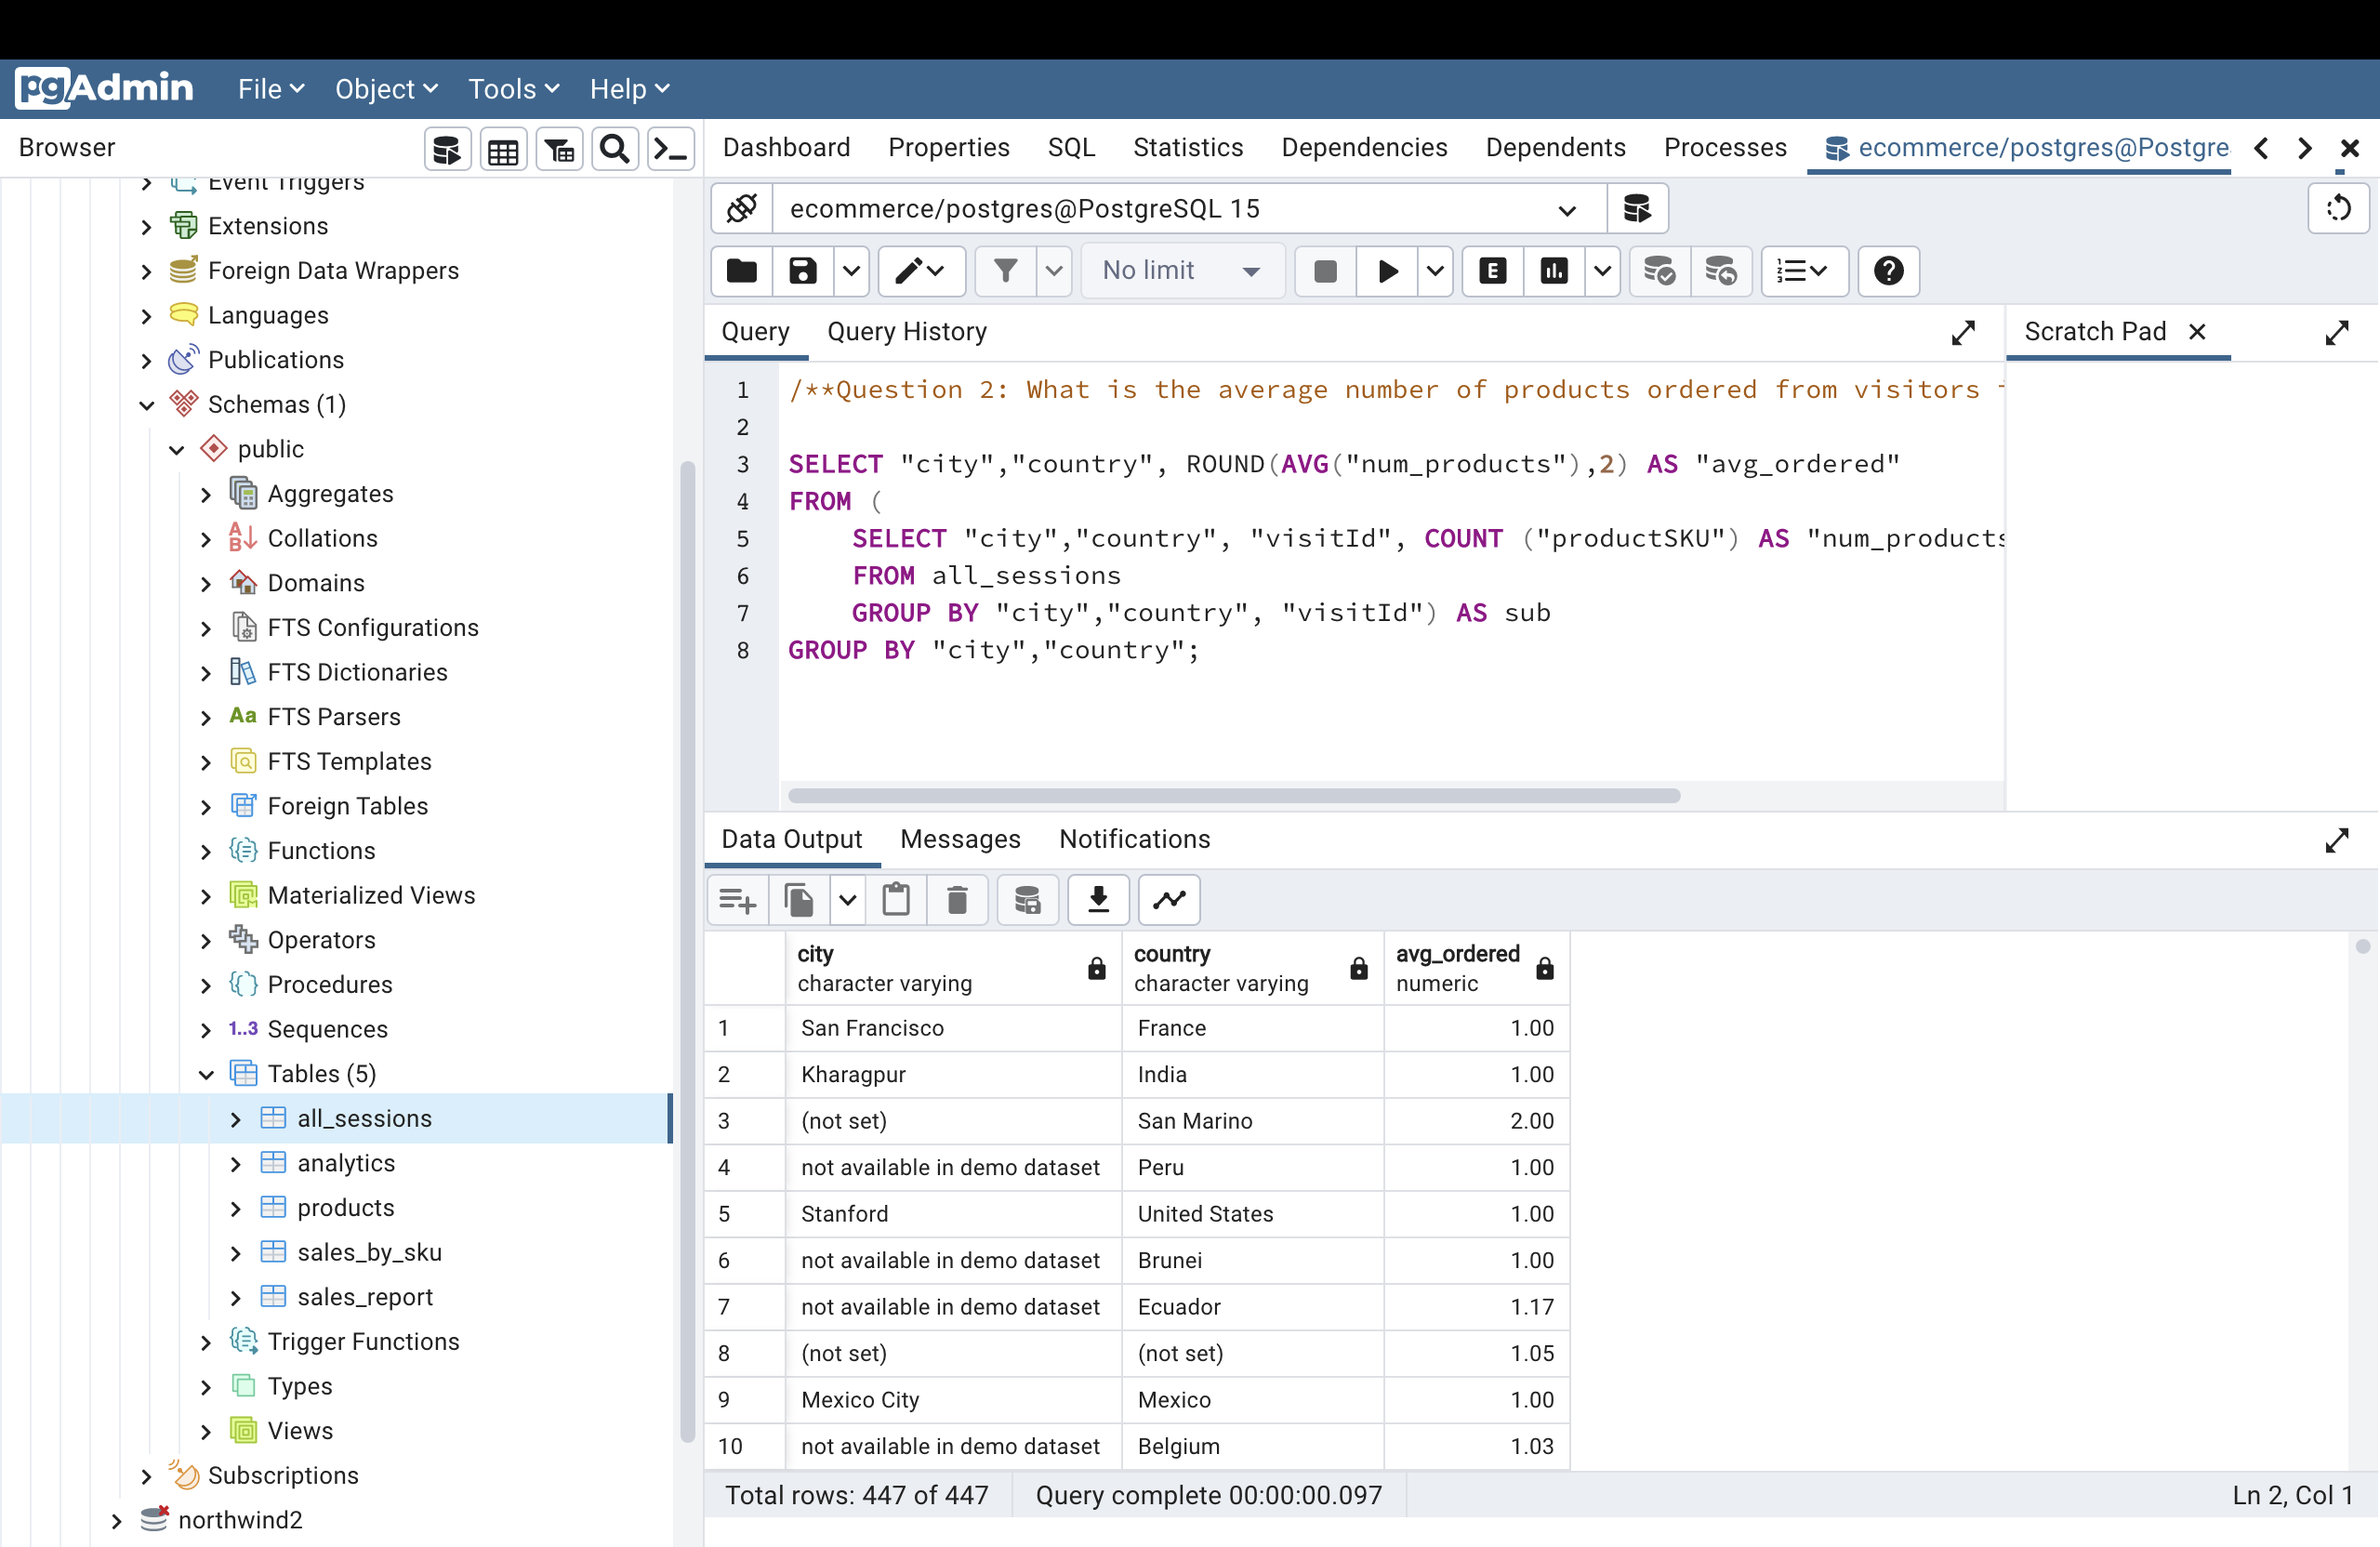 pgAdmin File Object Tools Help
Browser
Dashboard Properties SQL Statistics Dependencies Dependents Processes ecommerce/postgres@Postgre
Event Triggers
Extensions
Foreign Data Wrappers
Languages
Publications
Schemas (1)
public
Aggregates
Collations
Domains
FTS Configurations
FTS Dictionaries
Aa FTS Parsers
FTS Templates
Foreign Tables
Functions
Materialized Views
Operators
Procedures
1..3 Sequences
Tables (5)
all_sessions
analytics
products
sales_by_sku
sales_report
Trigger Functions
Types
Views
Subscriptions
northwind2
ecommerce/postgres@PostgreSQL 15
No limit
Query Query History
Scratch Pad
1 /**Question 2: What is the average number of products ordered from visitors
2
3 SELECT "city","country", ROUND(AVG("num_products"),2) AS "avg_ordered"
4 FROM (
5 SELECT "city","country", "visitId", COUNT ("productSKU") AS "num_products
6 FROM all_sessions
7 GROUP BY "city","country", "visitId") AS sub
8 GROUP BY "city","country";
Data Output Messages Notifications
city country avg_ordered
character varying character varying numeric
1 San Francisco France 1.00
2 Kharagpur India 1.00
3 (not set) San Marino 2.00
4 not available in demo dataset Peru 1.00
5 Stanford United States 1.00
6 not available in demo dataset Brunei 1.00
7 not available in demo dataset Ecuador 1.17
8 (not set) (not set) 1.05
9 Mexico City Mexico 1.00
10 not available in demo dataset Belgium 1.03
Total rows: 447 of 447 Query complete 00:00:00.097 Ln 2, Col 1